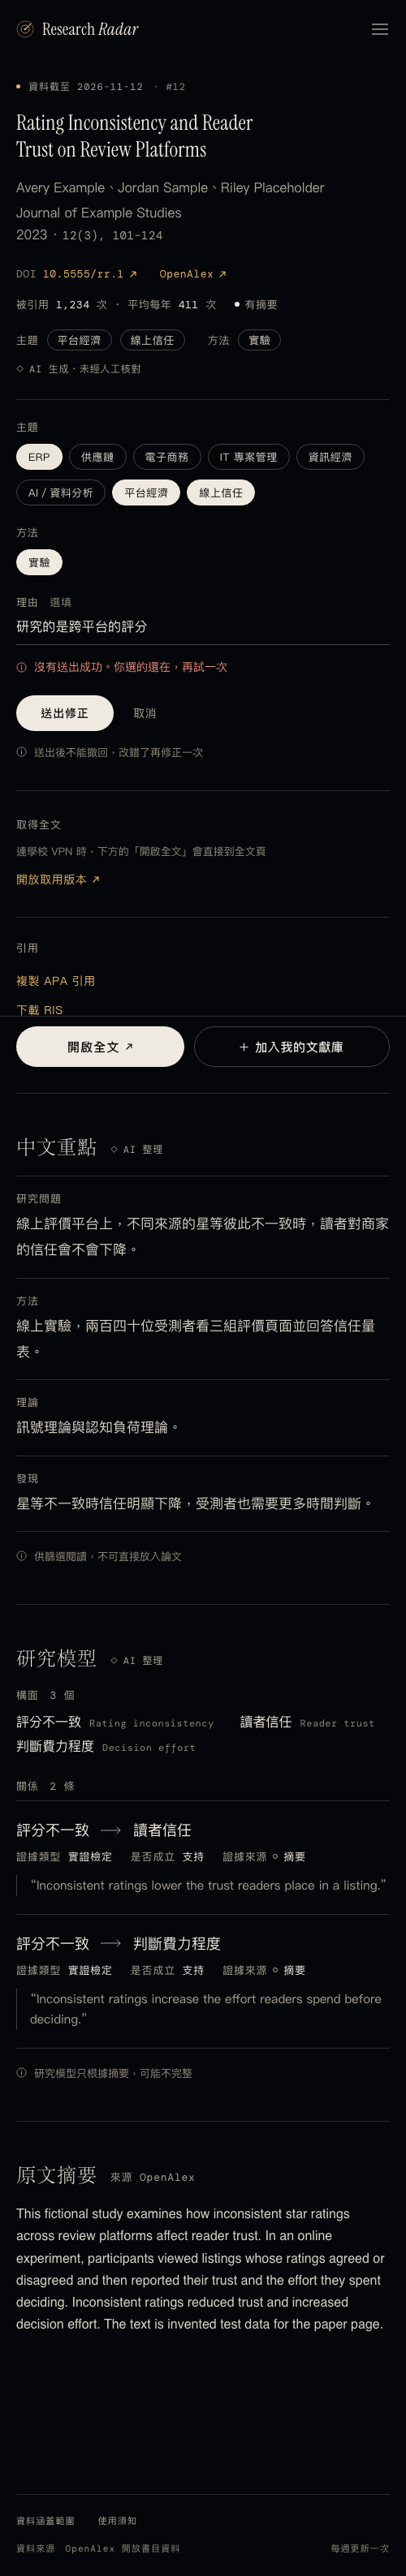 Research Radar
資料截至 2026-11-12 · #12
Rating Inconsistency and Reader
Trust on Review Platforms
Avery Example、Jordan Sample、Riley Placeholder
Journal of Example Studies
2023 · 12(3), 101–124
DOI 10.5555/rr.1 ↗ OpenAlex ↗
被引用 1,234 次 · 平均每年 411 次 ● 有摘要
主題 平台經濟 線上信任 方法 實驗
◇ AI 生成・未經人工核對
主題
ERP 供應鏈 電子商務 IT 專案管理 資訊經濟
AI / 資料分析 平台經濟 線上信任
方法
實驗
理由 選填
研究的是跨平台的評分
沒有送出成功。你選的還在，再試一次
送出修正 取消
送出後不能撤回，改錯了再修正一次
取得全文
連學校 VPN 時，下方的「開啟全文」會直接到全文頁
開放取用版本 ↗
引用
複製 APA 引用
下載 RIS
開啟全文 ↗ ＋ 加入我的文獻庫
中文重點 ◇ AI 整理
研究問題
線上評價平台上，不同來源的星等彼此不一致時，讀者對商家
的信任會不會下降。
方法
線上實驗，兩百四十位受測者看三組評價頁面並回答信任量
表。
理論
訊號理論與認知負荷理論。
發現
星等不一致時信任明顯下降，受測者也需要更多時間判斷。
供篩選閱讀，不可直接放入論文
研究模型 ◇ AI 整理
構面 3 個
評分不一致 Rating inconsistency 讀者信任 Reader trust
判斷費力程度 Decision effort
關係 2 條
評分不一致 → 讀者信任
證據類型 實證檢定 是否成立 支持 證據來源 ○ 摘要
“Inconsistent ratings lower the trust readers place in a listing.”
評分不一致 → 判斷費力程度
證據類型 實證檢定 是否成立 支持 證據來源 ○ 摘要
“Inconsistent ratings increase the effort readers spend before
deciding.”
研究模型只根據摘要，可能不完整
原文摘要 來源 OpenAlex
This fictional study examines how inconsistent star ratings
across review platforms affect reader trust. In an online
experiment, participants viewed listings whose ratings agreed or
disagreed and then reported their trust and the effort they spent
deciding. Inconsistent ratings reduced trust and increased
decision effort. The text is invented test data for the paper page.
資料涵蓋範圍 使用須知
資料來源 OpenAlex 開放書目資料 每週更新一次